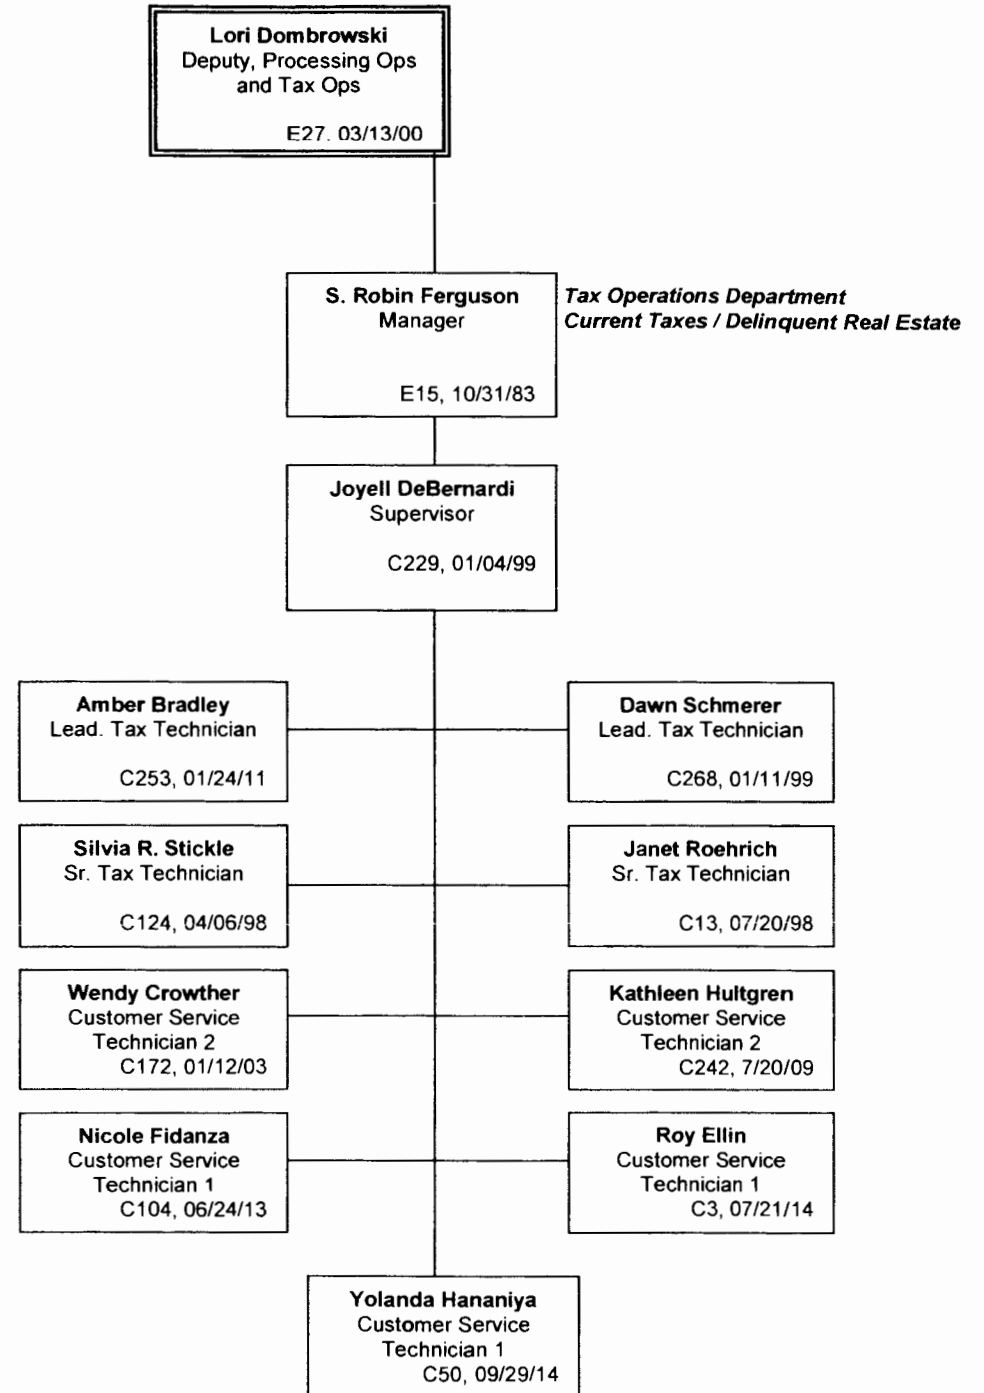 Lori Dombrowski
Deputy, Processing Ops
and Tax Ops
E27. 03/13/00
S. Robin Ferguson
Manager
E15, 10/31/83
Tax Operations Department
Current Taxes / Delinquent Real Estate
Joyell DeBernardi
Supervisor
C229, 01/04/99
Amber Bradley
Lead. Tax Technician
C253, 01/24/11
Dawn Schmerer
Lead. Tax Technician
C268, 01/11/99
Silvia R. Stickle
Sr. Tax Technician
C124, 04/06/98
Janet Roehrich
Sr. Tax Technician
C13, 07/20/98
Wendy Crowther
Customer Service
Technician 2
C172, 01/12/03
Kathleen Hultgren
Customer Service
Technician 2
C242, 7/20/09
Nicole Fidanza
Customer Service
Technician 1
C104, 06/24/13
Roy Ellin
Customer Service
Technician 1
C3, 07/21/14
Yolanda Hananiya
Customer Service
Technician 1
C50, 09/29/14